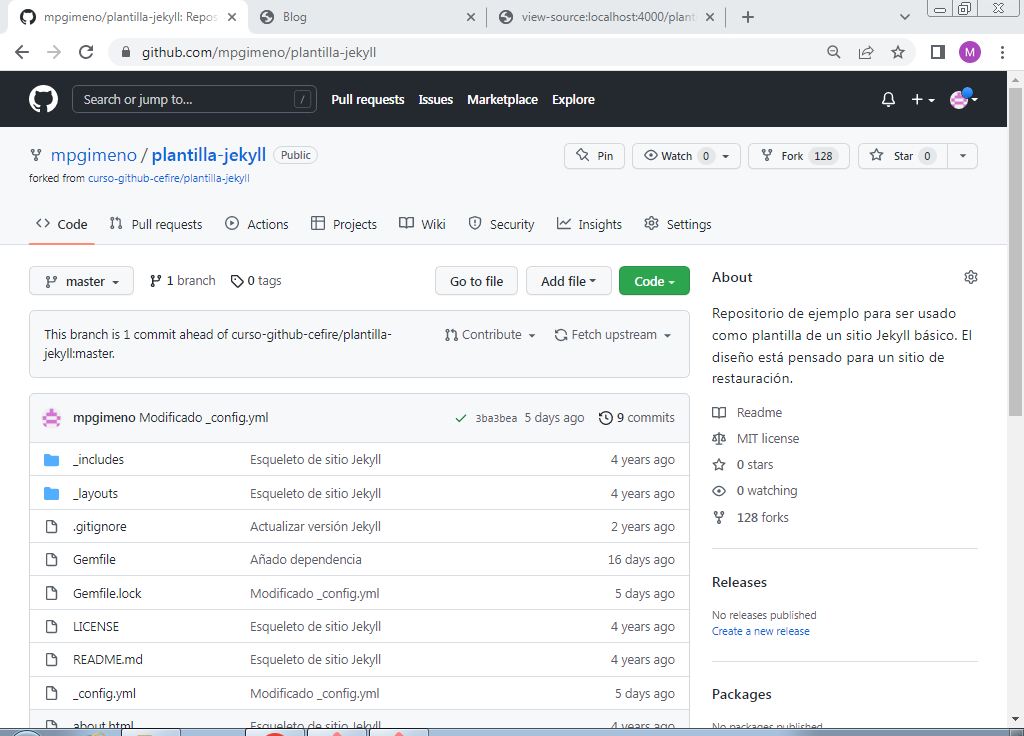 mpgimeno/plantilla-jekyll: Repos
Blog
view-source:localhost:4000/plant
github.com/mpgimeno/plantilla-jekyll
M
Search or jump to...
/
Pull requests
Issues
Marketplace
Explore
mpgimeno / plantilla-jekyll
Public
Pin
Watch 0
Fork 128
Star 0
forked from curso-github-cefire/plantilla-jekyll
Code
Pull requests
Actions
Projects
Wiki
Security
Insights
Settings
master
1 branch
0 tags
Go to file
Add file
Code
This branch is 1 commit ahead of curso-github-cefire/plantilla-
jekyll:master.
Contribute
Fetch upstream
mpgimeno Modificado _config.yml
3ba3bea 5 days ago
9 commits
_includes Esqueleto de sitio Jekyll 4 years ago
_layouts Esqueleto de sitio Jekyll 4 years ago
.gitignore Actualizar versión Jekyll 2 years ago
Gemfile Añado dependencia 16 days ago
Gemfile.lock Modificado _config.yml 5 days ago
LICENSE Esqueleto de sitio Jekyll 4 years ago
README.md Esqueleto de sitio Jekyll 4 years ago
_config.yml Modificado _config.yml 5 days ago
about.html Esqueleto de sitio Jekyll 4 years ago
About
Repositorio de ejemplo para ser usado
como plantilla de un sitio Jekyll básico. El
diseño está pensado para un sitio de
restauración.
Readme
MIT license
0 stars
0 watching
128 forks
Releases
No releases published
Create a new release
Packages
No packages published